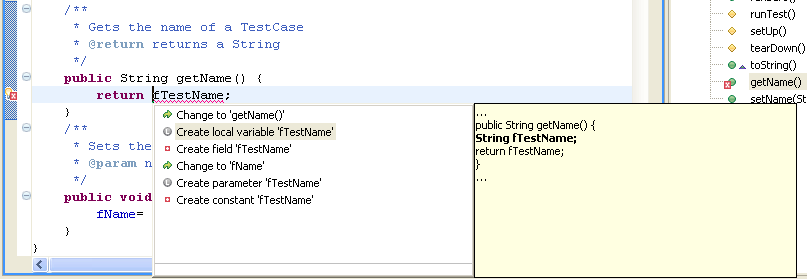 /**
* Gets the name of a TestCase
* @return returns a String
*/
public String getName() {
return fTestName;
}
/**
* Sets the
* @param n
*/
public void
fName=
}
}
Change to 'getName()'
Create local variable 'fTestName'
Create field 'fTestName'
Change to 'fName'
Create parameter 'fTestName'
Create constant 'fTestName'
...
public String getName() {
String fTestName;
return fTestName;
}
...
runTest()
setUp()
tearDown()
toString()
getName()
setName(St